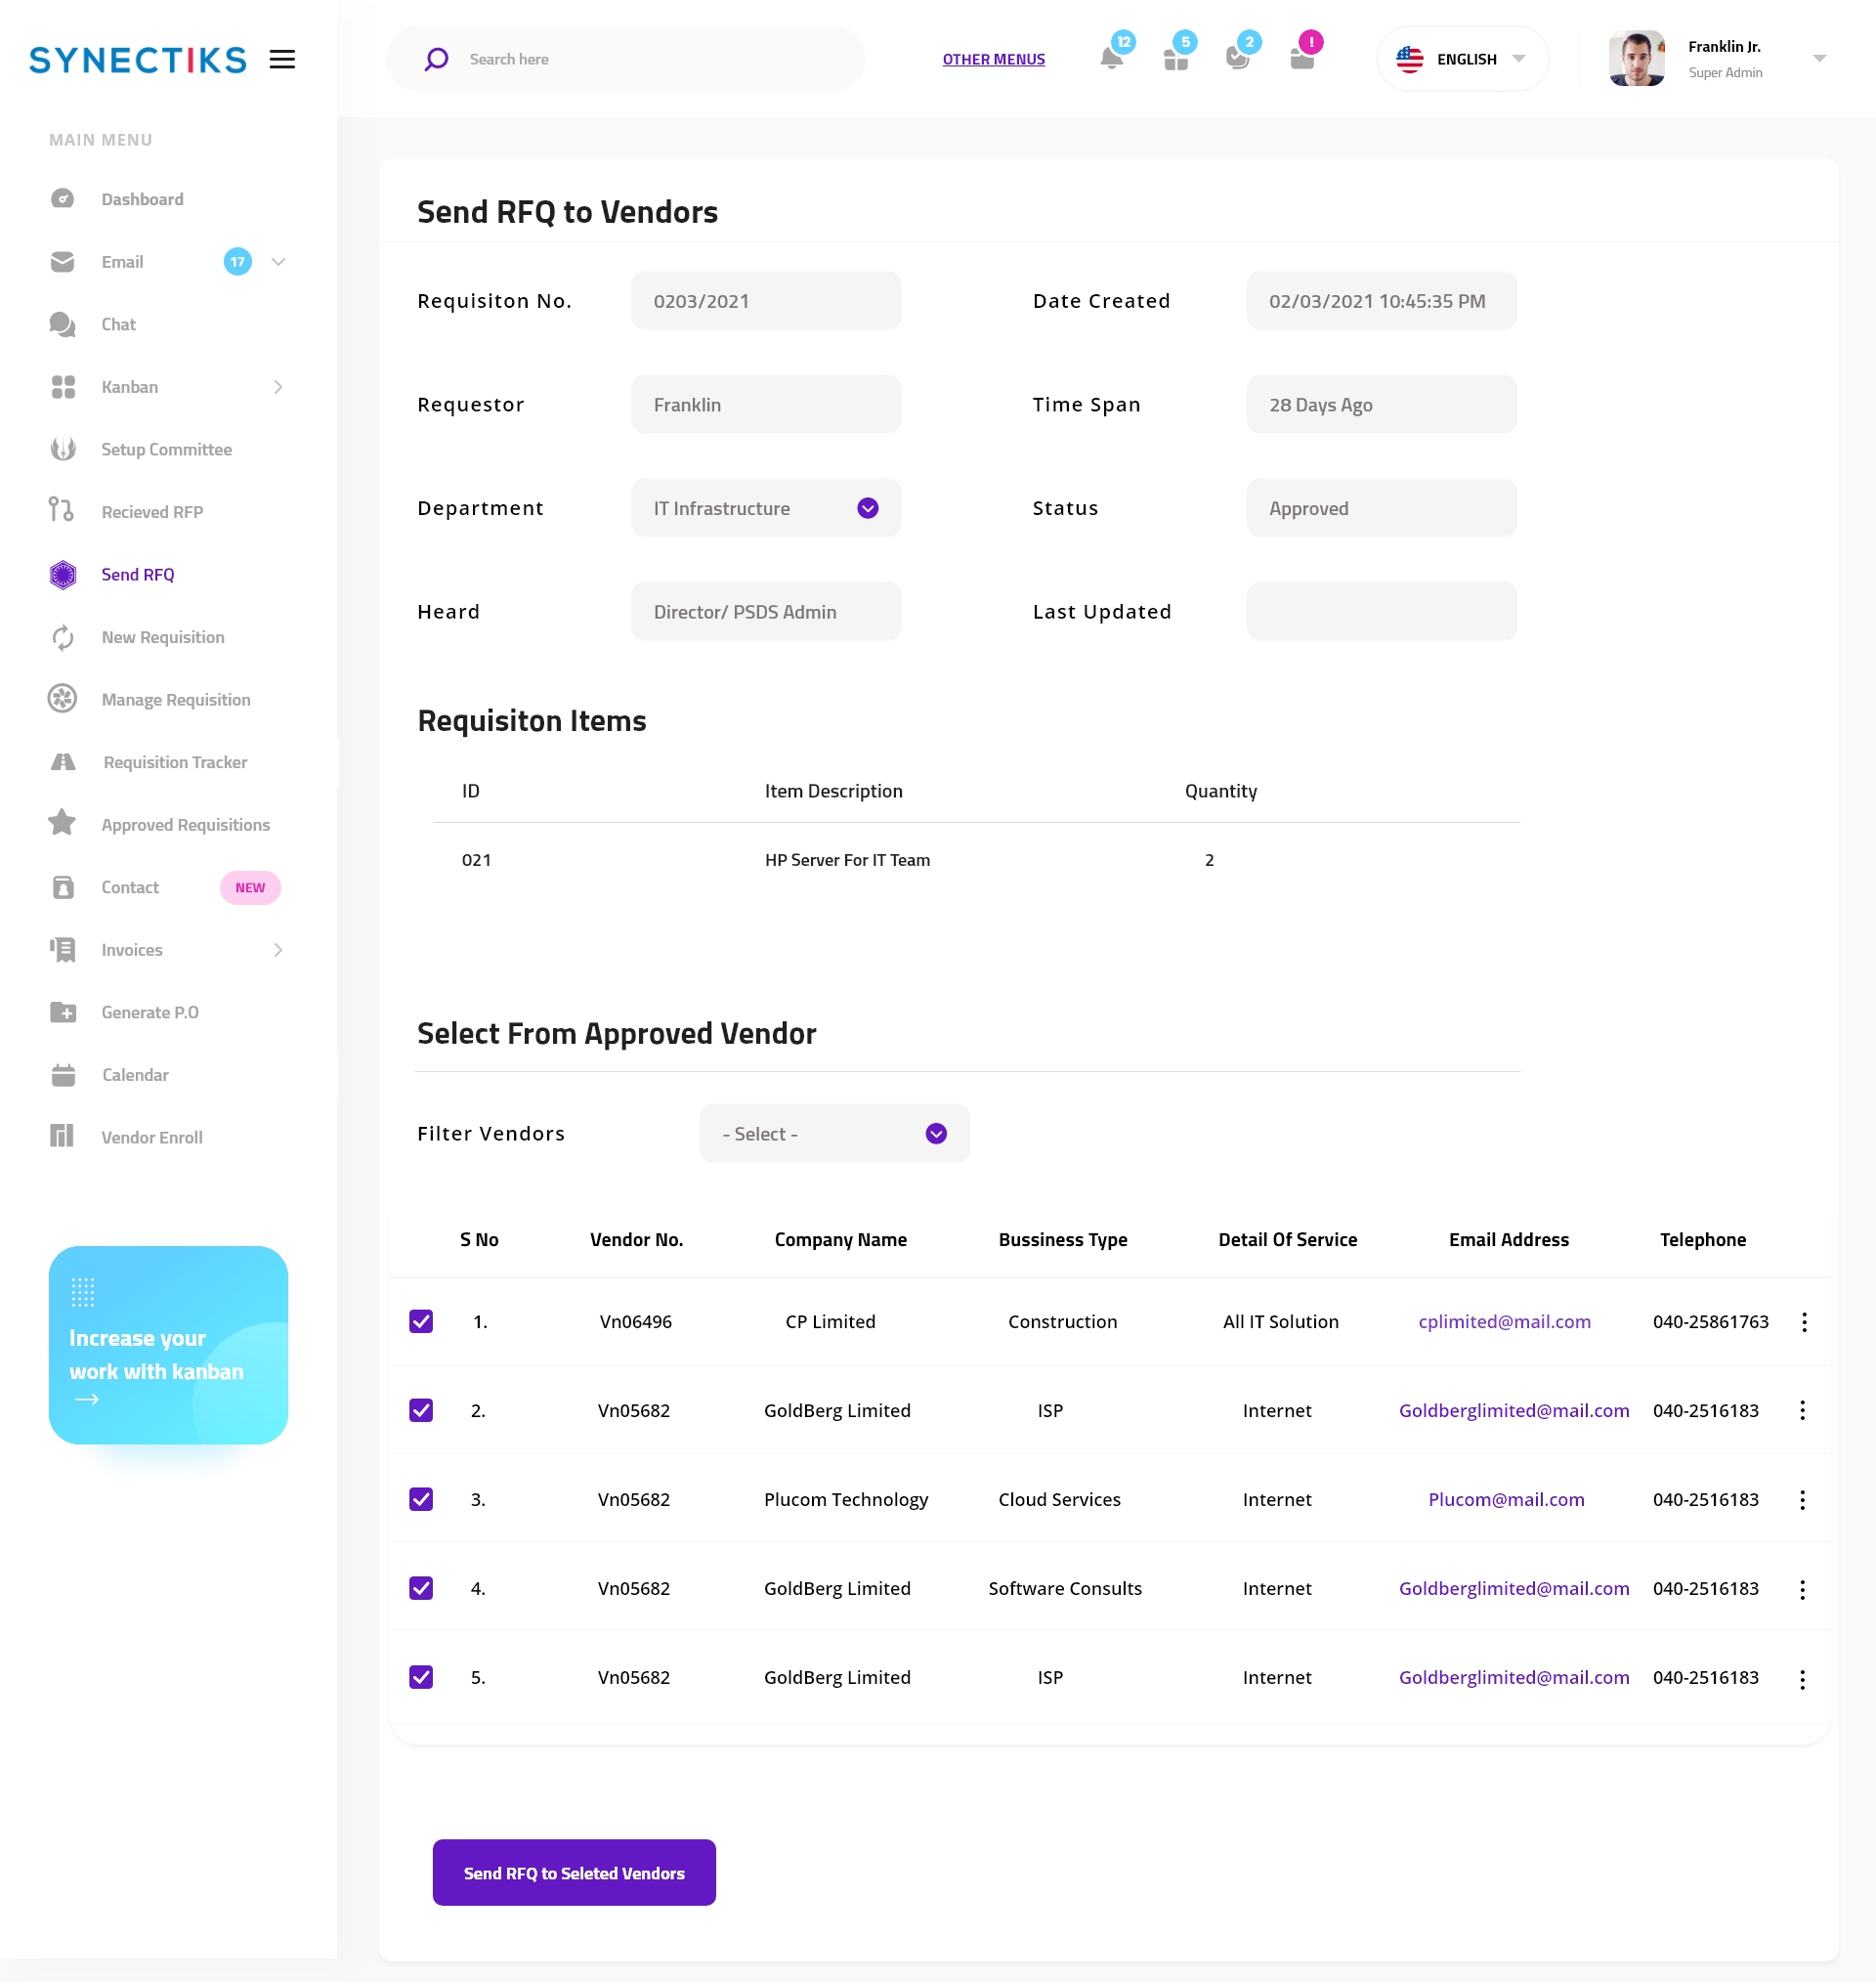 SYNECTIKS
Search here
OTHER MENUS
12
5
2
!
ENGLISH
Franklin Jr.
Super Admin
MAIN MENU
Dashboard
Email 17
Chat
Kanban
Setup Committee
Recieved RFP
Send RFQ
New Requisition
Manage Requisition
Requisition Tracker
Approved Requisitions
Contact NEW
Invoices
Generate P.O
Calendar
Vendor Enroll
Increase your
work with kanban
Send RFQ to Vendors
Requisiton No. 0203/2021 Date Created 02/03/2021 10:45:35 PM
Requestor Franklin Time Span 28 Days Ago
Department IT Infrastructure Status Approved
Heard Director/ PSDS Admin Last Updated
Requisiton Items
ID Item Description Quantity
021 HP Server For IT Team 2
Select From Approved Vendor
Filter Vendors - Select -
S No Vendor No. Company Name Bussiness Type Detail Of Service Email Address Telephone
1. Vn06496 CP Limited Construction All IT Solution cplimited@mail.com 040-25861763
2. Vn05682 GoldBerg Limited ISP Internet Goldberglimited@mail.com 040-2516183
3. Vn05682 Plucom Technology Cloud Services Internet Plucom@mail.com 040-2516183
4. Vn05682 GoldBerg Limited Software Consults Internet Goldberglimited@mail.com 040-2516183
5. Vn05682 GoldBerg Limited ISP Internet Goldberglimited@mail.com 040-2516183
Send RFQ to Seleted Vendors